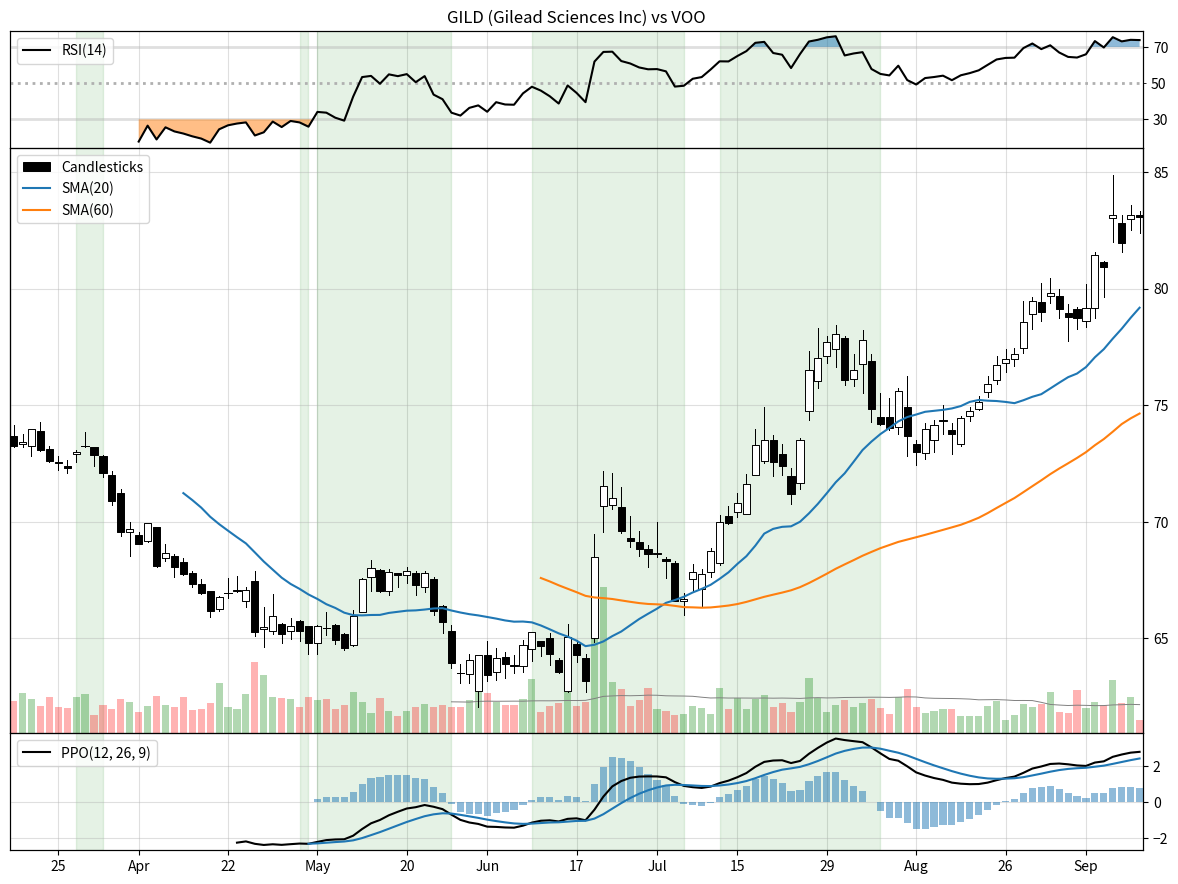 GILD (Gilead Sciences Inc) vs VOO
RSI(14)
70
50
30
Candlesticks
SMA(20)
SMA(60)
85
80
75
70
65
PPO(12, 26, 9)
2
0
−2
25 Apr 22 May 20 Jun 17 Jul 15 29 Aug 26 Sep